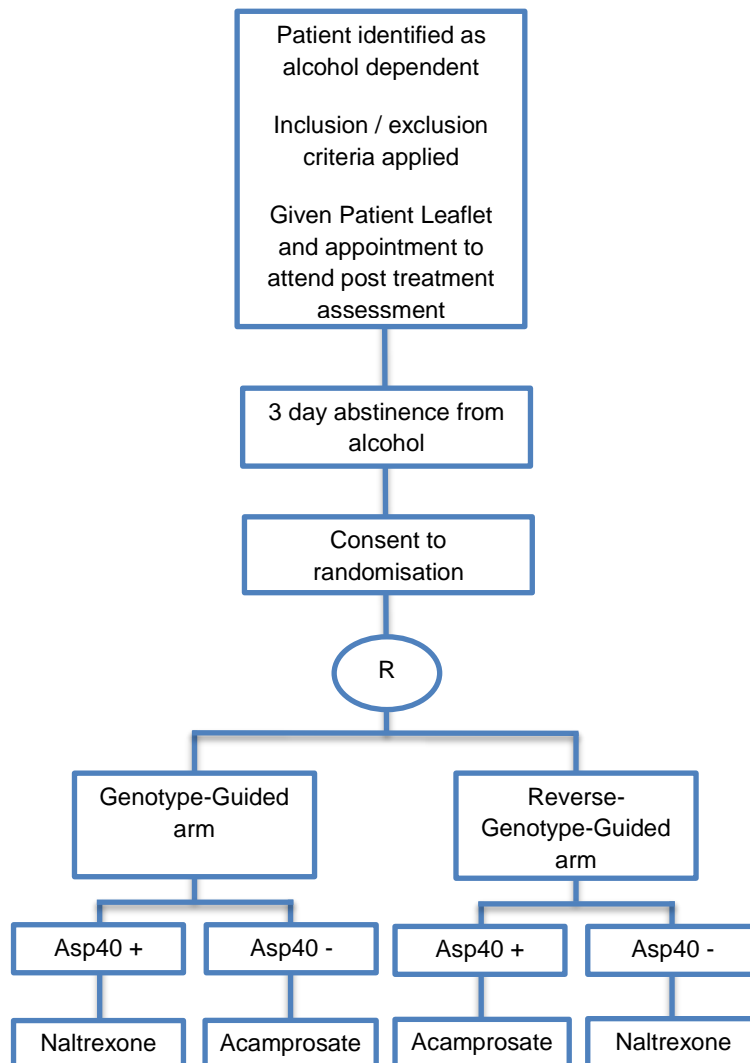 Patient identified as
alcohol dependent
Inclusion / exclusion
criteria applied
Given Patient Leaflet
and appointment to
attend post treatment
assessment
3 day abstinence from
alcohol
Consent to
randomisation
R
Genotype-Guided
arm
Reverse-
Genotype-Guided
arm
Asp40 +
Asp40 -
Asp40 +
Asp40 -
Naltrexone
Acamprosate
Acamprosate
Naltrexone